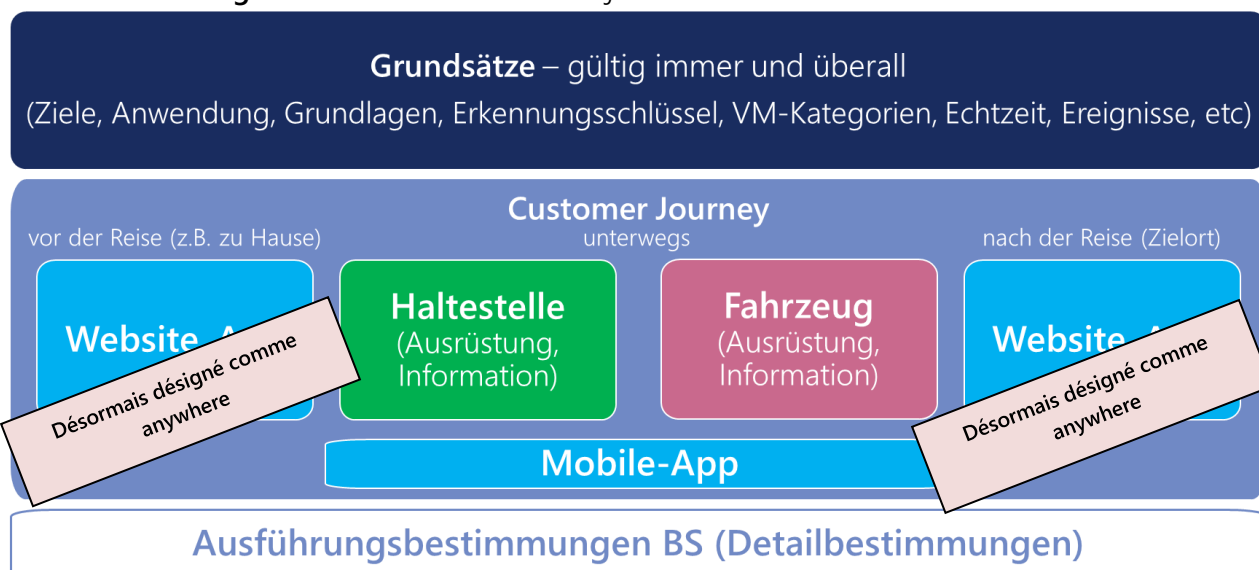 Grundsätze – gültig immer und überall
(Ziele, Anwendung, Grundlagen, Erkennungsschlüssel, VM-Kategorien, Echtzeit, Ereignisse, etc)
Customer Journey
vor der Reise (z.B. zu Hause)
unterwegs
nach der Reise (Zielort)
Website
Haltestelle
(Ausrüstung,
Information)
Fahrzeug
(Ausrüstung,
Information)
Website
Désormais désigné comme
anywhere
Désormais désigné comme
anywhere
Mobile-App
Ausführungsbestimmungen BS (Detailbestimmungen)